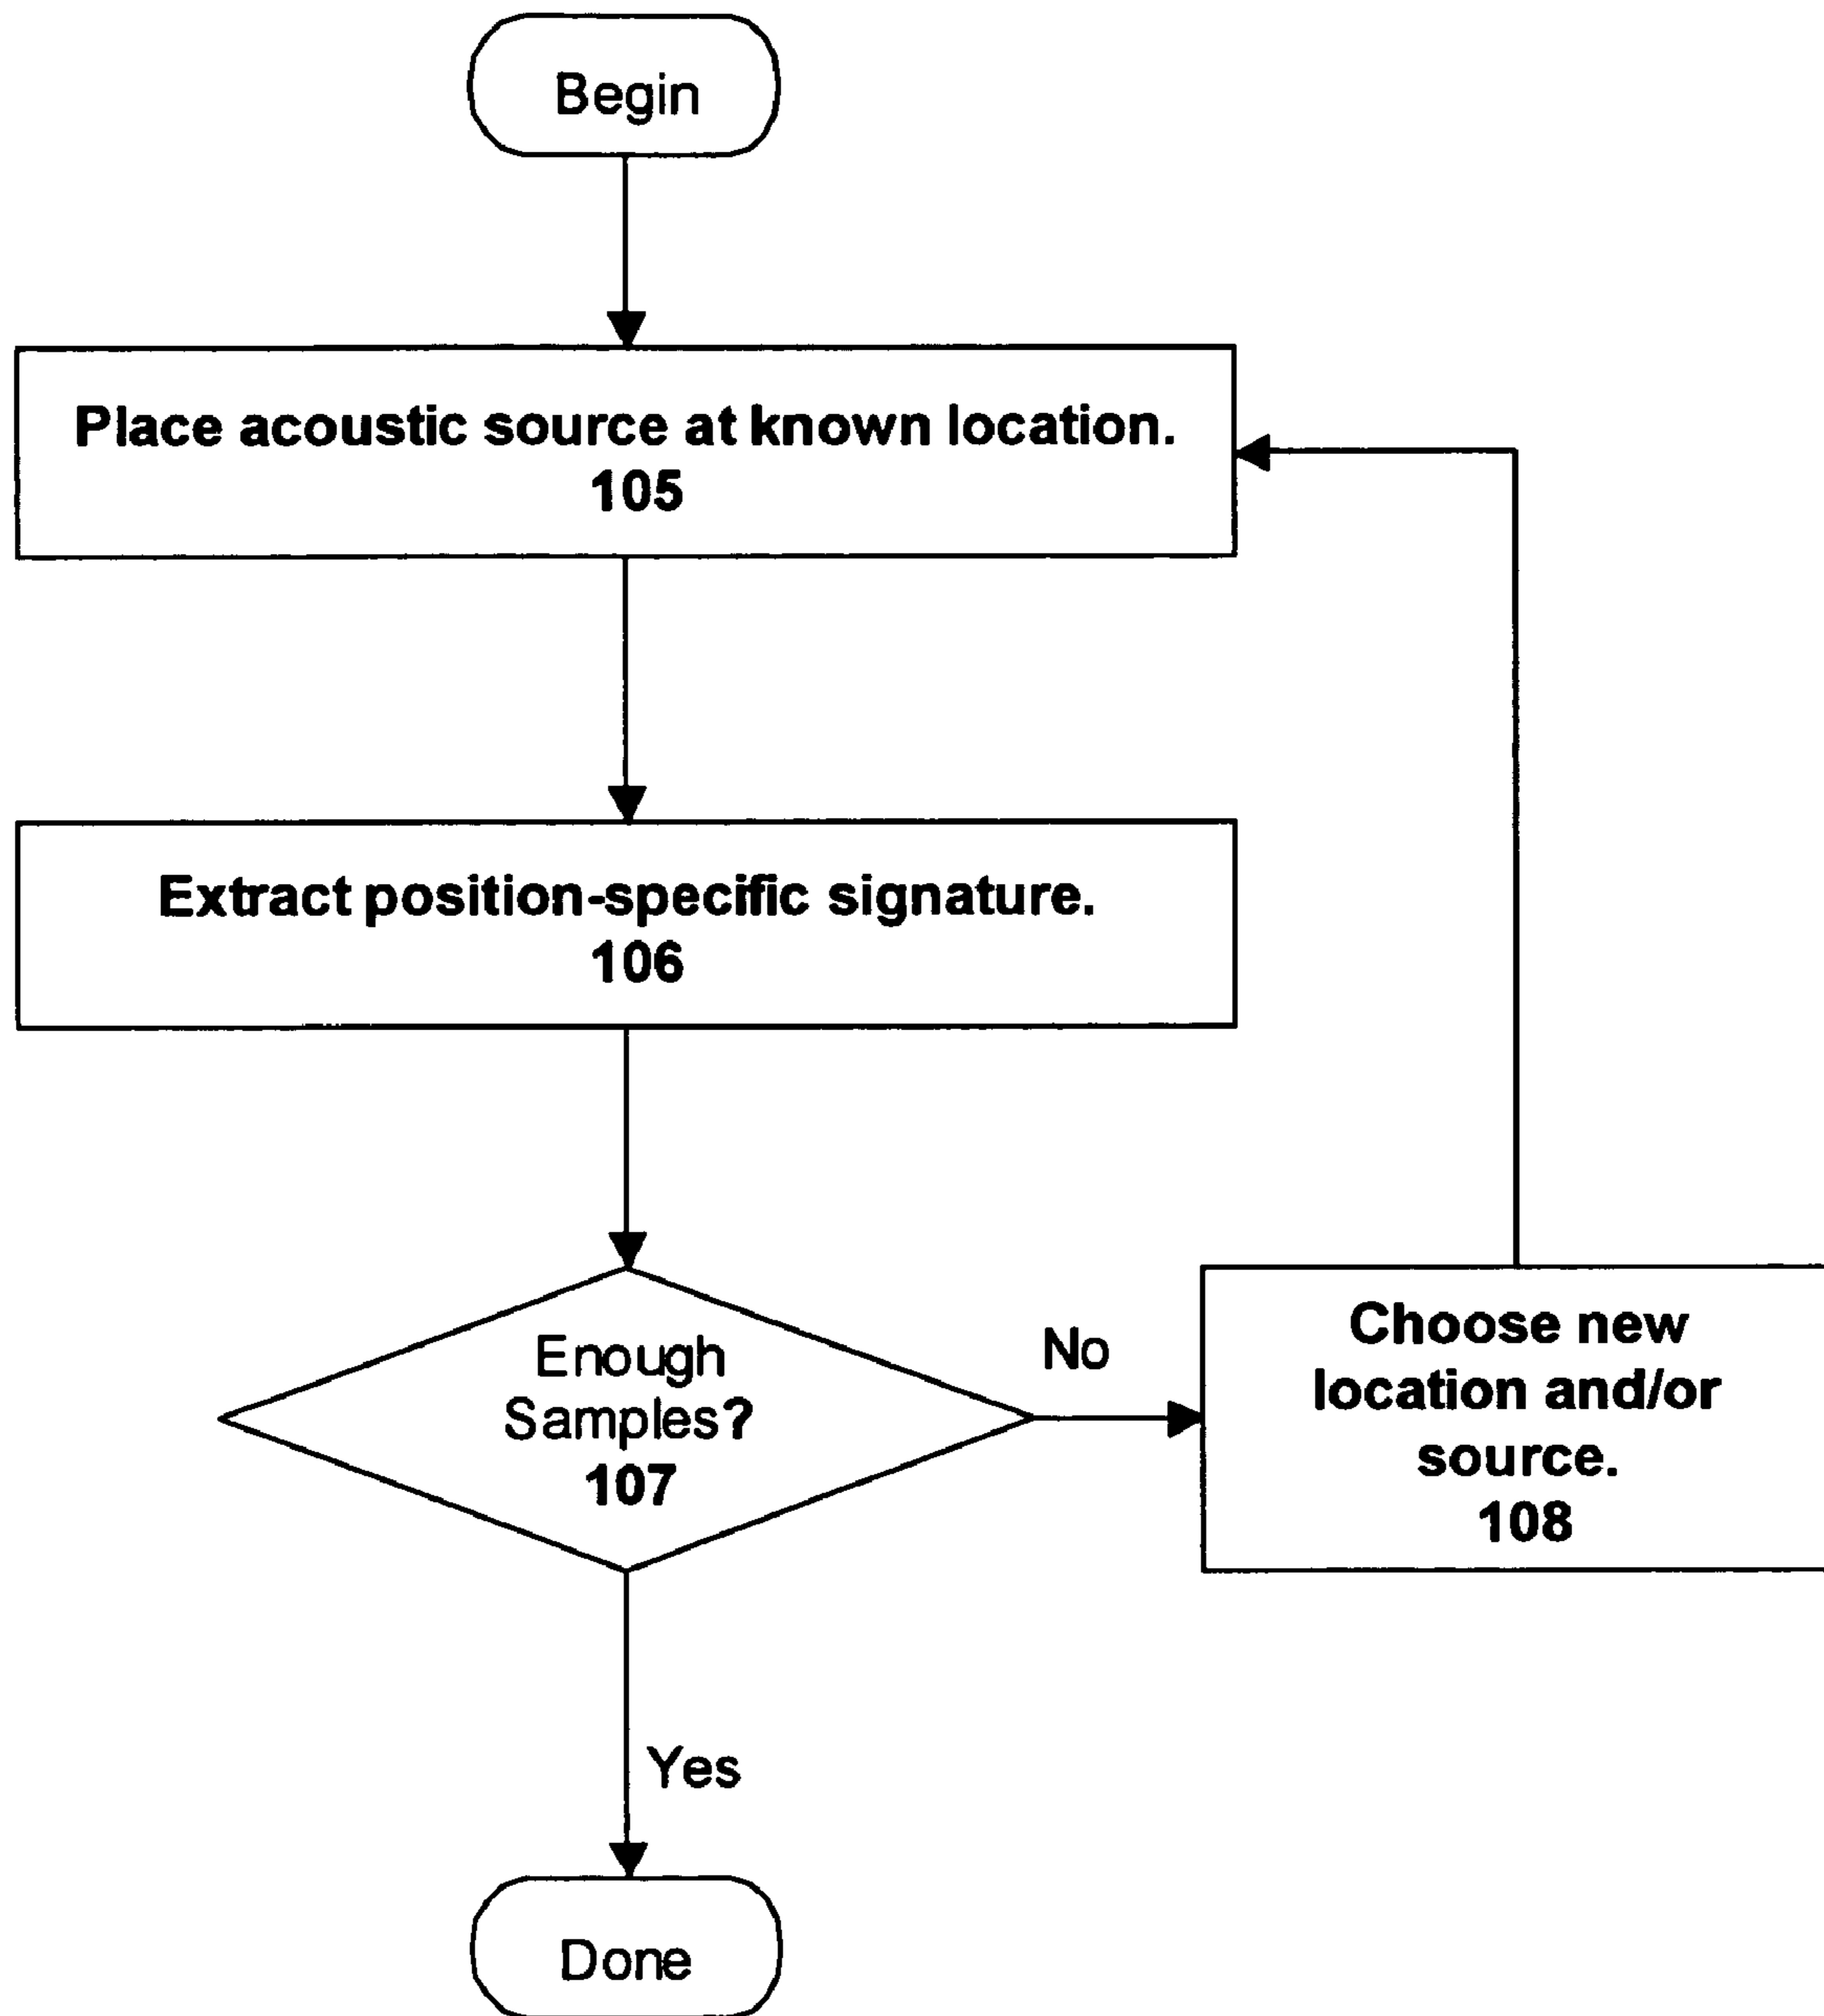 Begin
Place acoustic source at known location.
105
Extract position-specific signature.
106
Enough
Samples?
107
No
Choose new
location and/or
source.
108
Yes
Done